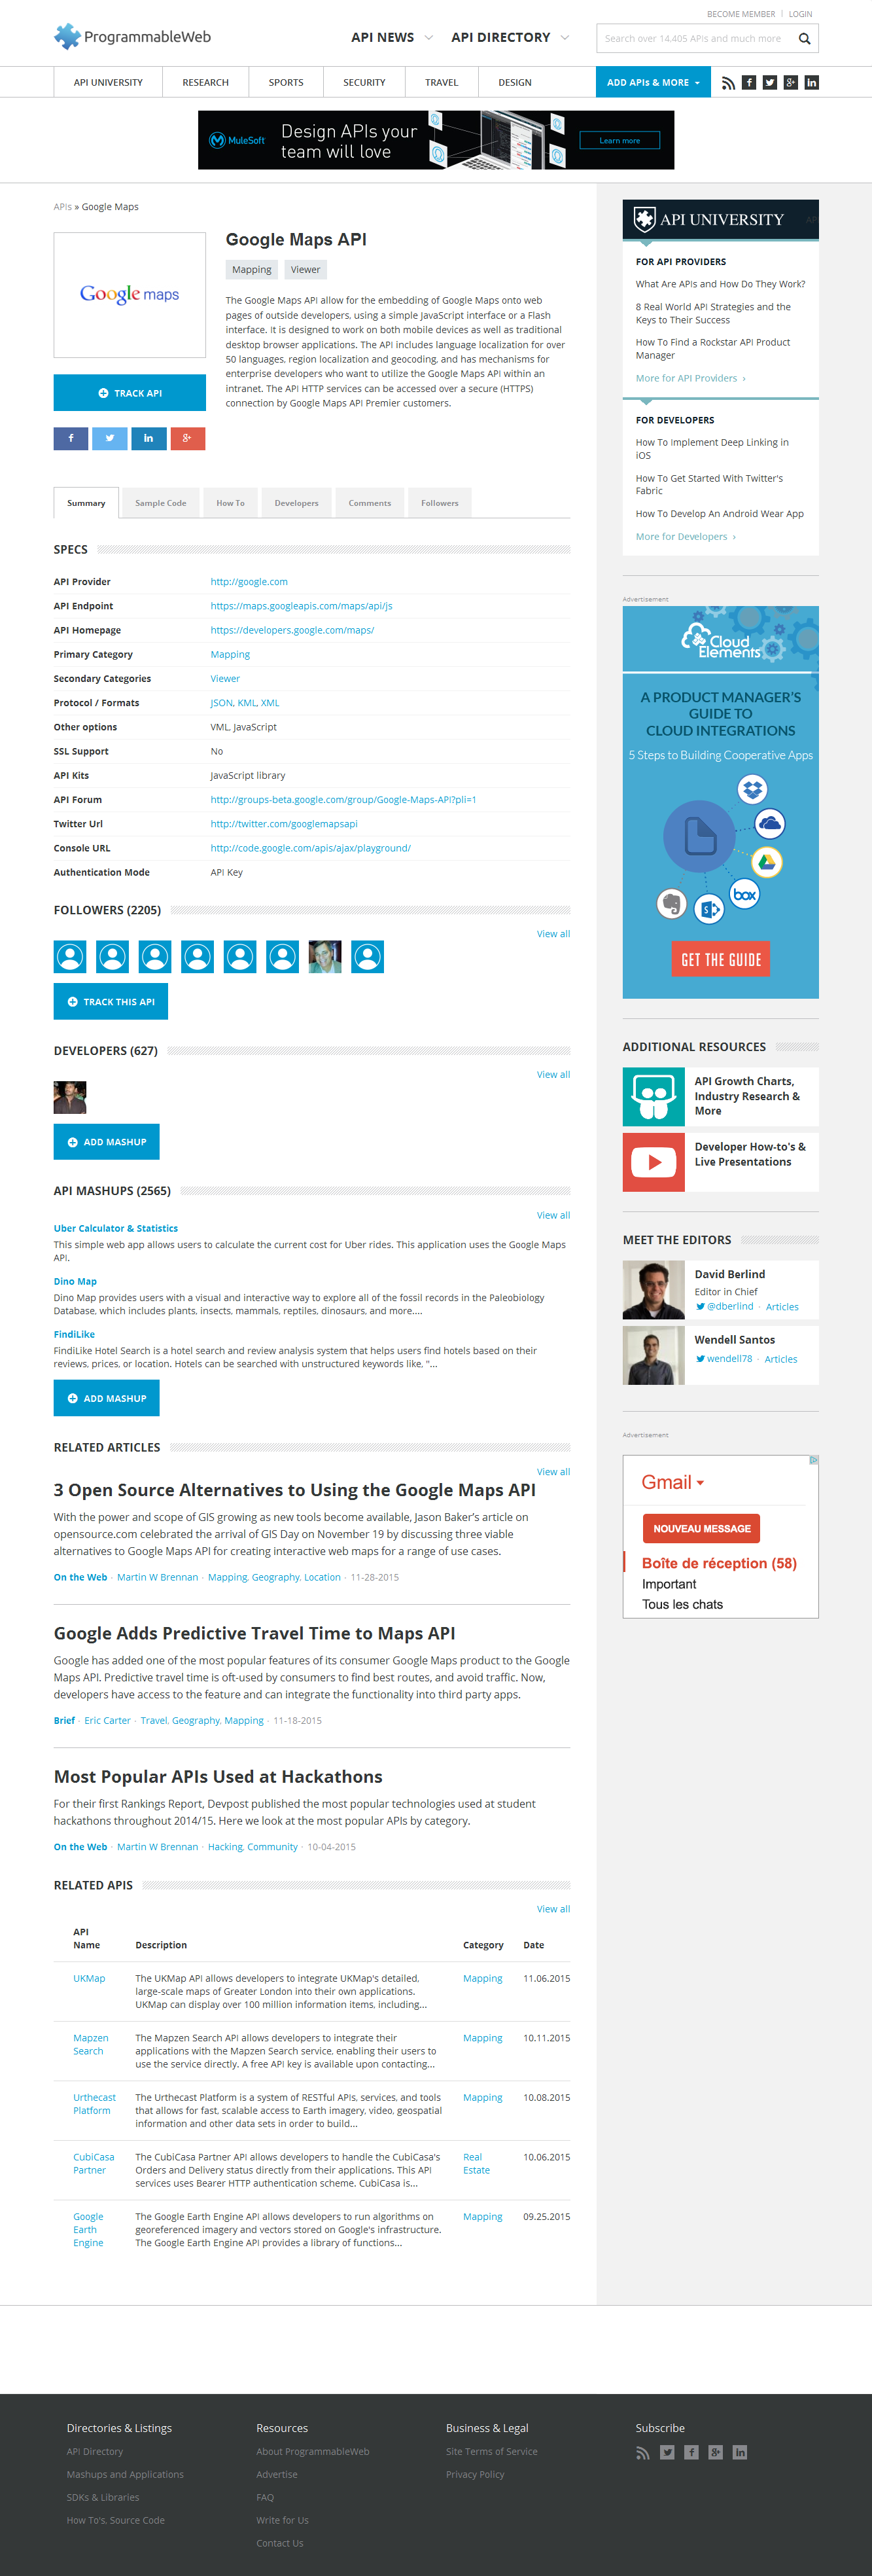 BECOME MEMBER | LOGIN
ProgrammableWeb
API NEWS
API DIRECTORY
Search over 14,405 APIs and much more
API UNIVERSITY
RESEARCH
SPORTS
SECURITY
TRAVEL
DESIGN
ADD APIs & MORE
MuleSoft
Design APIs your
team will love
Learn more
APIs » Google Maps
Google maps
Google Maps API
Mapping
Viewer
The Google Maps API allow for the embedding of Google Maps onto web
pages of outside developers, using a simple JavaScript interface or a Flash
interface. It is designed to work on both mobile devices as well as traditional
desktop browser applications. The API includes language localization for over
50 languages, region localization and geocoding, and has mechanisms for
enterprise developers who want to utilize the Google Maps API within an
intranet. The API HTTP services can be accessed over a secure (HTTPS)
connection by Google Maps API Premier customers.
TRACK API
Summary
Sample Code
How To
Developers
Comments
Followers
SPECS
API Provider http://google.com
API Endpoint https://maps.googleapis.com/maps/api/js
API Homepage https://developers.google.com/maps/
Primary Category Mapping
Secondary Categories Viewer
Protocol / Formats JSON, KML, XML
Other options VML, JavaScript
SSL Support No
API Kits JavaScript library
API Forum http://groups-beta.google.com/group/Google-Maps-API?pli=1
Twitter Url http://twitter.com/googlemapsapi
Console URL http://code.google.com/apis/ajax/playground/
Authentication Mode API Key
FOLLOWERS (2205)
View all
TRACK THIS API
DEVELOPERS (627)
View all
ADD MASHUP
API MASHUPS (2565)
View all
Uber Calculator & Statistics
This simple web app allows users to calculate the current cost for Uber rides. This application uses the Google Maps
API.
Dino Map
Dino Map provides users with a visual and interactive way to explore all of the fossil records in the Paleobiology
Database, which includes plants, insects, mammals, reptiles, dinosaurs, and more....
FindiLike
FindiLike Hotel Search is a hotel search and review analysis system that helps users find hotels based on their
reviews, prices, or location. Hotels can be searched with unstructured keywords like, "...
ADD MASHUP
RELATED ARTICLES
View all
3 Open Source Alternatives to Using the Google Maps API
With the power and scope of GIS growing as new tools become available, Jason Baker’s article on
opensource.com celebrated the arrival of GIS Day on November 19 by discussing three viable
alternatives to Google Maps API for creating interactive web maps for a range of use cases.
On the Web · Martin W Brennan · Mapping, Geography, Location · 11-28-2015
Google Adds Predictive Travel Time to Maps API
Google has added one of the most popular features of its consumer Google Maps product to the Google
Maps API. Predictive travel time is oft-used by consumers to find best routes, and avoid traffic. Now,
developers have access to the feature and can integrate the functionality into third party apps.
Brief · Eric Carter · Travel, Geography, Mapping · 11-18-2015
Most Popular APIs Used at Hackathons
For their first Rankings Report, Devpost published the most popular technologies used at student
hackathons throughout 2014/15. Here we look at the most popular APIs by category.
On the Web · Martin W Brennan · Hacking, Community · 10-04-2015
RELATED APIS
View all
API
Name Description Category Date
UKMap The UKMap API allows developers to integrate UKMap's detailed, Mapping 11.06.2015
large-scale maps of Greater London into their own applications.
UKMap can display over 100 million information items, including...
Mapzen The Mapzen Search API allows developers to integrate their Mapping 10.11.2015
Search applications with the Mapzen Search service, enabling their users to
use the service directly. A free API key is available upon contacting...
Urthecast The Urthecast Platform is a system of RESTful APIs, services, and tools Mapping 10.08.2015
Platform that allows for fast, scalable access to Earth imagery, video, geospatial
information and other data sets in order to build...
CubiCasa The CubiCasa Partner API allows developers to handle the CubiCasa's Real 10.06.2015
Partner Orders and Delivery status directly from their applications. This API Estate
services uses Bearer HTTP authentication scheme. CubiCasa is...
Google The Google Earth Engine API allows developers to run algorithms on Mapping 09.25.2015
Earth georeferenced imagery and vectors stored on Google's infrastructure.
Engine The Google Earth Engine API provides a library of functions...
API UNIVERSITY
FOR API PROVIDERS
What Are APIs and How Do They Work?
8 Real World API Strategies and the
Keys to Their Success
How To Find a Rockstar API Product
Manager
More for API Providers ›
FOR DEVELOPERS
How To Implement Deep Linking in
iOS
How To Get Started With Twitter's
Fabric
How To Develop An Android Wear App
More for Developers ›
Advertisement
Cloud
Elements
A PRODUCT MANAGER’S
GUIDE TO
CLOUD INTEGRATIONS
5 Steps to Building Cooperative Apps
box
GET THE GUIDE
ADDITIONAL RESOURCES
API Growth Charts,
Industry Research &
More
Developer How-to's &
Live Presentations
MEET THE EDITORS
David Berlind
Editor in Chief
@dberlind · Articles
Wendell Santos
wendell78 · Articles
Advertisement
Gmail
NOUVEAU MESSAGE
Boîte de réception (58)
Important
Tous les chats
Directories & Listings
API Directory
Mashups and Applications
SDKs & Libraries
How To's, Source Code
Resources
About ProgrammableWeb
Advertise
FAQ
Write for Us
Contact Us
Business & Legal
Site Terms of Service
Privacy Policy
Subscribe